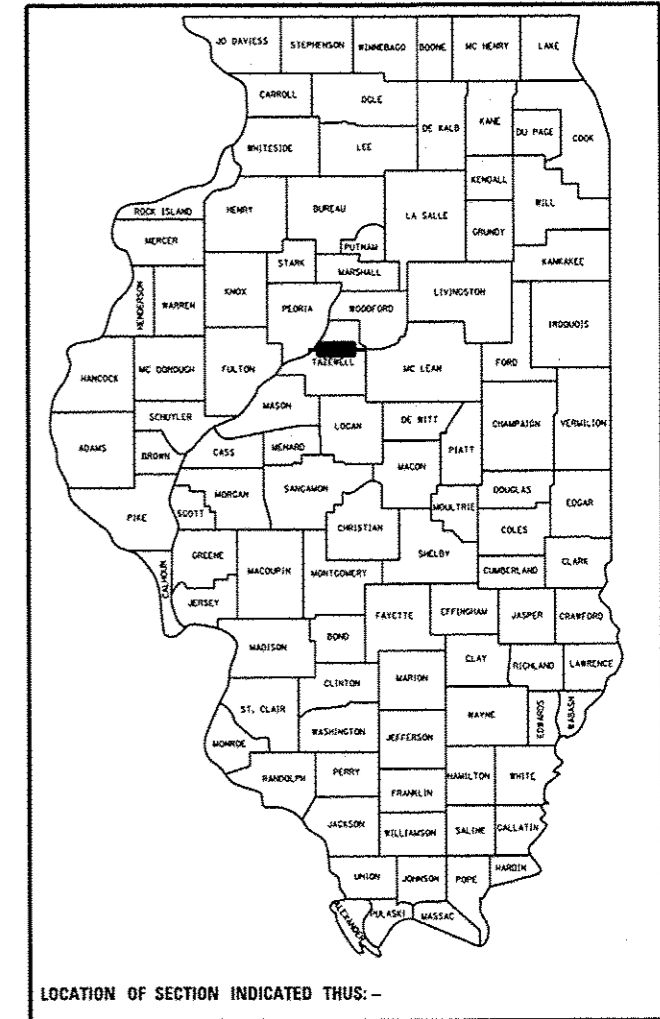 JO DAVIESS STEPHENSON WINNEBAGO BOONE MC HENRY LAKE
CARROLL OGLE DE KALB KANE DU PAGE COOK
WHITESIDE LEE
KENDALL WILL
ROCK ISLAND HENRY BUREAU LA SALLE GRUNDY
MERCER PUTNAM
STARK MARSHALL KANKAKEE
HENDERSON WARREN KNOX PEORIA WOODFORD LIVINGSTON IROQUOIS
TAZEWELL MC LEAN FORD
HANCOCK MC DONOUGH FULTON
MASON
SCHUYLER LOGAN DE WITT CHAMPAIGN VERMILION
ADAMS BROWN CASS MENARD PIATT
MACON
MORGAN SANGAMON DOUGLAS EDGAR
PIKE SCOTT MOULTRIE
CHRISTIAN COLES
GREENE SHELBY
CALHOUN MACOUPIN MONTGOMERY CUMBERLAND CLARK
JERSEY
FAYETTE EFFINGHAM JASPER CRAWFORD
BOND
MADISON CLAY RICHLAND LAWRENCE
CLINTON MARION
ST. CLAIR WAYNE EDWARDS WABASH
WASHINGTON JEFFERSON
MONROE
RANDOLPH PERRY HAMILTON WHITE
FRANKLIN
JACKSON WILLIAMSON SALINE GALLATIN
HARDIN
UNION JOHNSON POPE
ALEXANDER PULASKI MASSAC
LOCATION OF SECTION INDICATED THUS: –